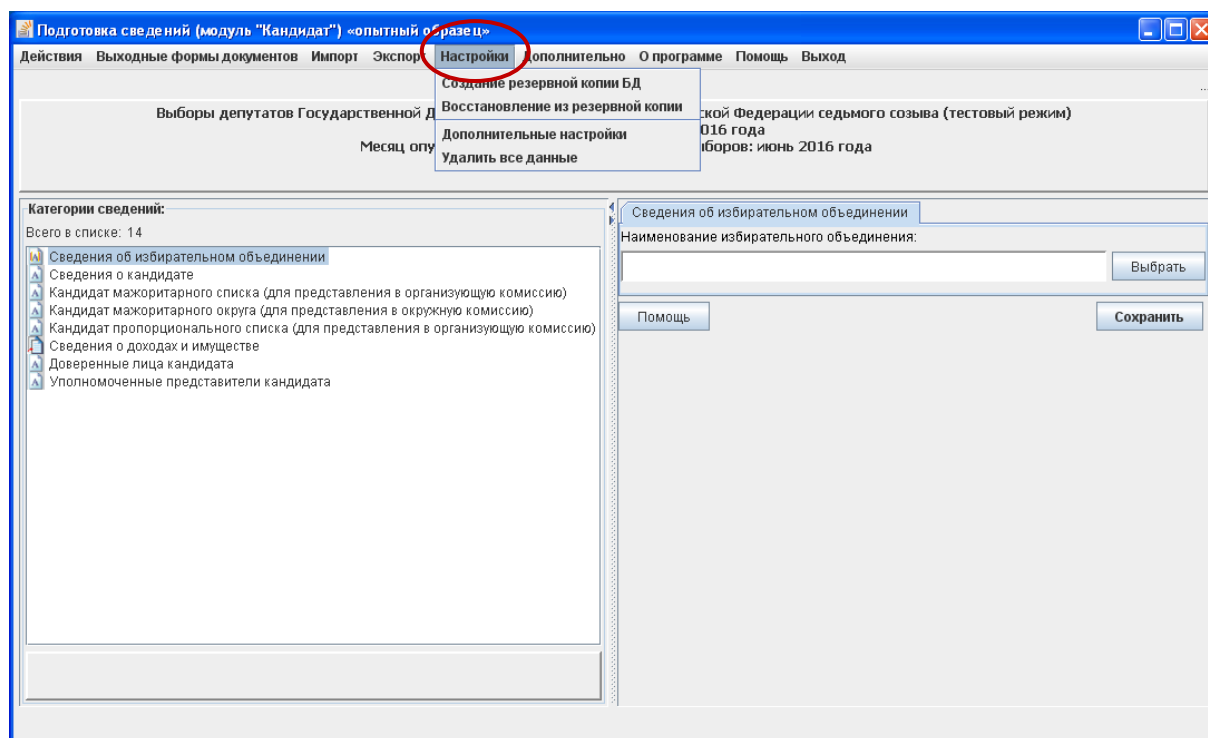 Подготовка сведений (модуль "Кандидат") «опытный образец»
Действия Выходные формы документов Импорт Экспорт Настройки Дополнительно О программе Помощь Выход
...
Создание резервной копии БД
Восстановление из резервной копии
Дополнительные настройки
Удалить все данные
Выборы депутатов Государственной Федерации седьмого созыва (тестовый режим)
2016 года
Месяц выборов: июнь 2016 года
Категории сведений:
Всего в списке: 14
Сведения об избирательном объединении
Сведения о кандидате
Кандидат мажоритарного списка (для представления в организующую комиссию)
Кандидат мажоритарного округа (для представления в окружную комиссию)
Кандидат пропорционального списка (для представления в организующую комиссию)
Сведения о доходах и имуществе
Доверенные лица кандидата
Уполномоченные представители кандидата
Сведения об избирательном объединении
Наименование избирательного объединения:
Выбрать
Помощь
Сохранить